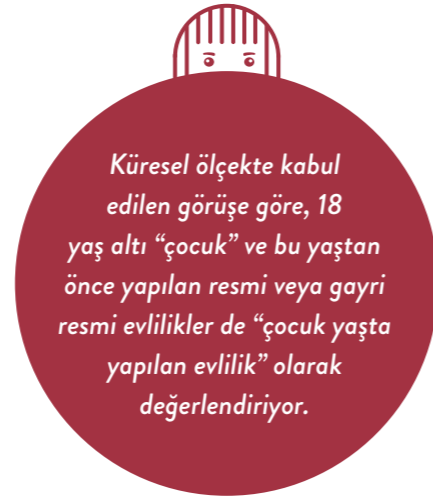 Küresel ölçekte kabul
edilen görüşe göre, 18
yaş altı “çocuk” ve bu yaştan
önce yapılan resmi veya gayri
resmi evlilikler de “çocuk yaşta
yapılan evlilik” olarak
değerlendiriyor.